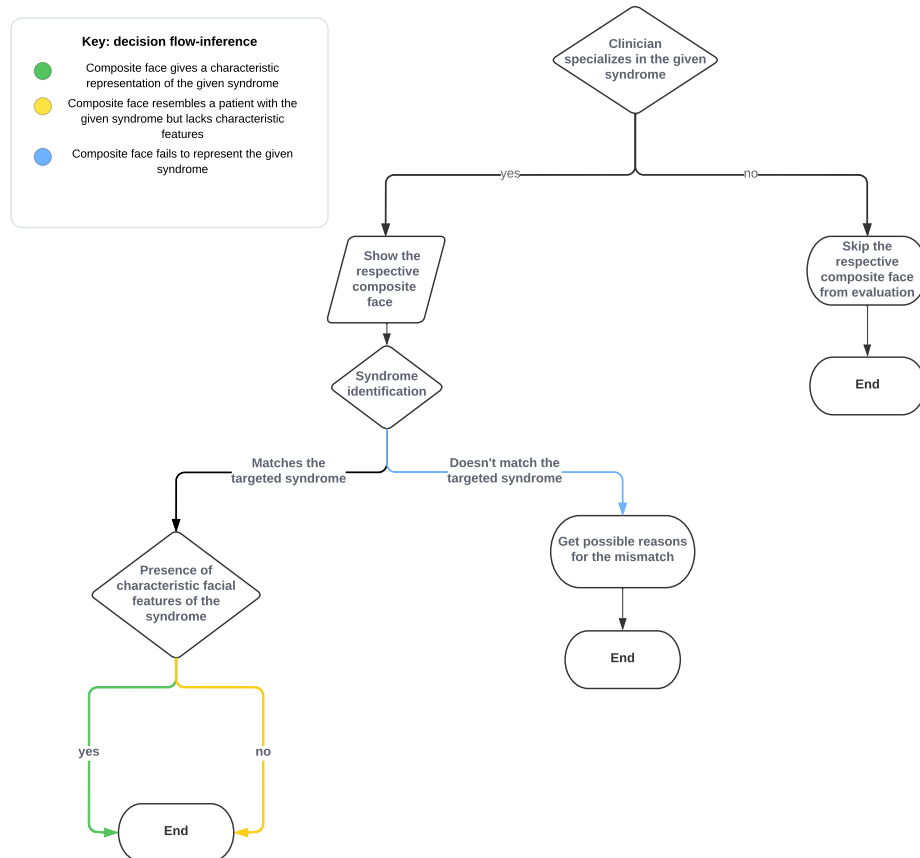 Key: decision flow-inference
Composite face gives a characteristic
representation of the given syndrome
Composite face resembles a patient with the
given syndrome but lacks characteristic
features
Composite face fails to represent the given
syndrome
Clinician
specializes in the given
syndrome
yes
no
Show the
respective
composite
face
Skip the
respective
composite face
from evaluation
Syndrome
identification
End
Matches the
targeted syndrome
Doesn't match the
targeted syndrome
Get possible reasons
for the mismatch
Presence of
characteristic facial
features of the
syndrome
End
yes
no
End